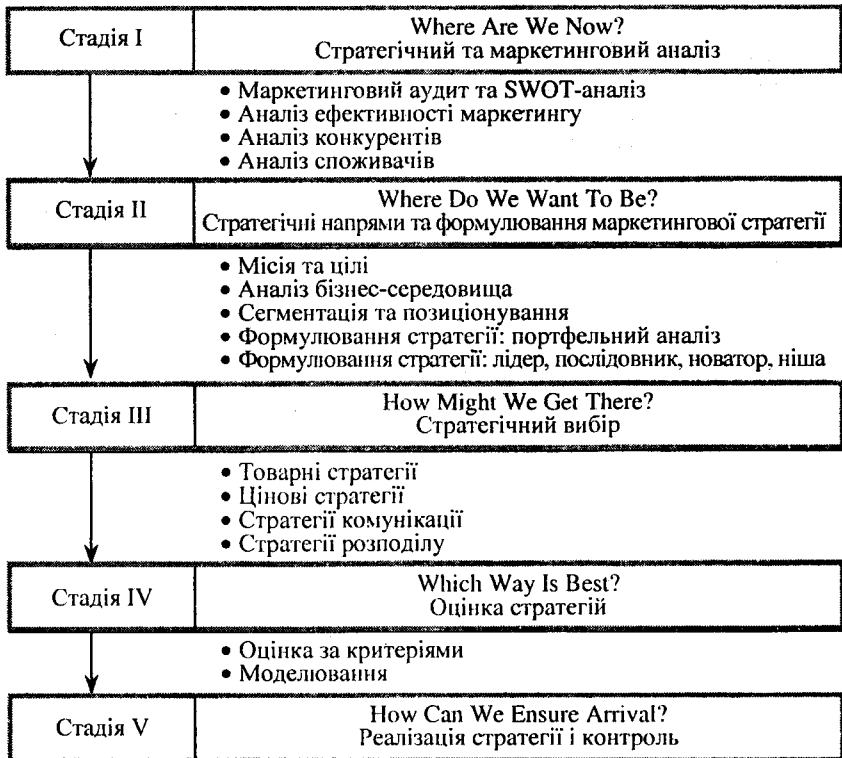 Стадія I
Where Are We Now?
Стратегічний та маркетинговий аналіз
• Маркетинговий аудит та SWOT-аналіз
• Аналіз ефективності маркетингу
• Аналіз конкурентів
• Аналіз споживачів
Стадія II
Where Do We Want To Be?
Стратегічні напрями та формулювання маркетингової стратегії
• Місія та цілі
• Аналіз бізнес-середовища
• Сегментація та позиціонування
• Формулювання стратегії: портфельний аналіз
• Формулювання стратегії: лідер, послідовник, новатор, ніша
Стадія III
How Might We Get There?
Стратегічний вибір
• Товарні стратегії
• Цінові стратегії
• Стратегії комунікації
• Стратегії розподілу
Стадія IV
Which Way Is Best?
Оцінка стратегій
• Оцінка за критеріями
• Моделювання
Стадія V
How Can We Ensure Arrival?
Реалізація стратегії і контроль